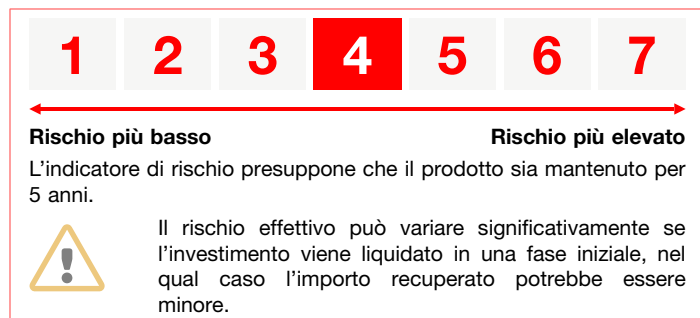 1 2 3 4 5 6 7
Rischio più basso Rischio più elevato
L'indicatore di rischio presuppone che il prodotto sia mantenuto per
5 anni.
Il rischio effettivo può variare significativamente se
l'investimento viene liquidato in una fase iniziale, nel
qual caso l'importo recuperato potrebbe essere
minore.